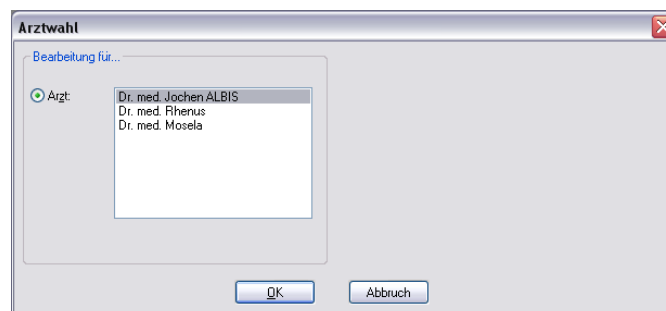 Arztwahl
Bearbeitung für...
Arzt:
Dr. med. Jochen ALBIS
Dr. med. Rhenus
Dr. med. Mosela
OK
Abbruch